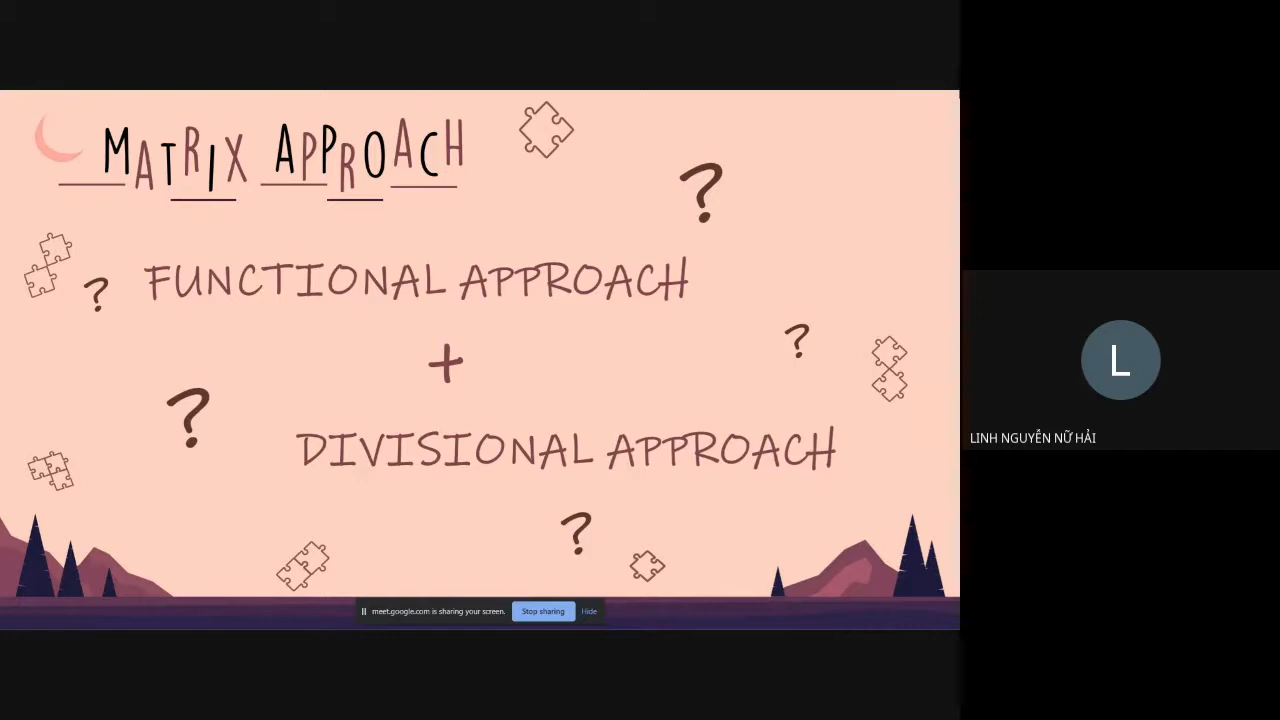 MATRIX APPROACH
?
FUNCTIONAL APPROACH
?
+
?
?
DIVISIONAL APPROACH
?
meet.google.com is sharing your screen. Stop sharing Hide
L
LINH NGUYỄN NỮ HẢI